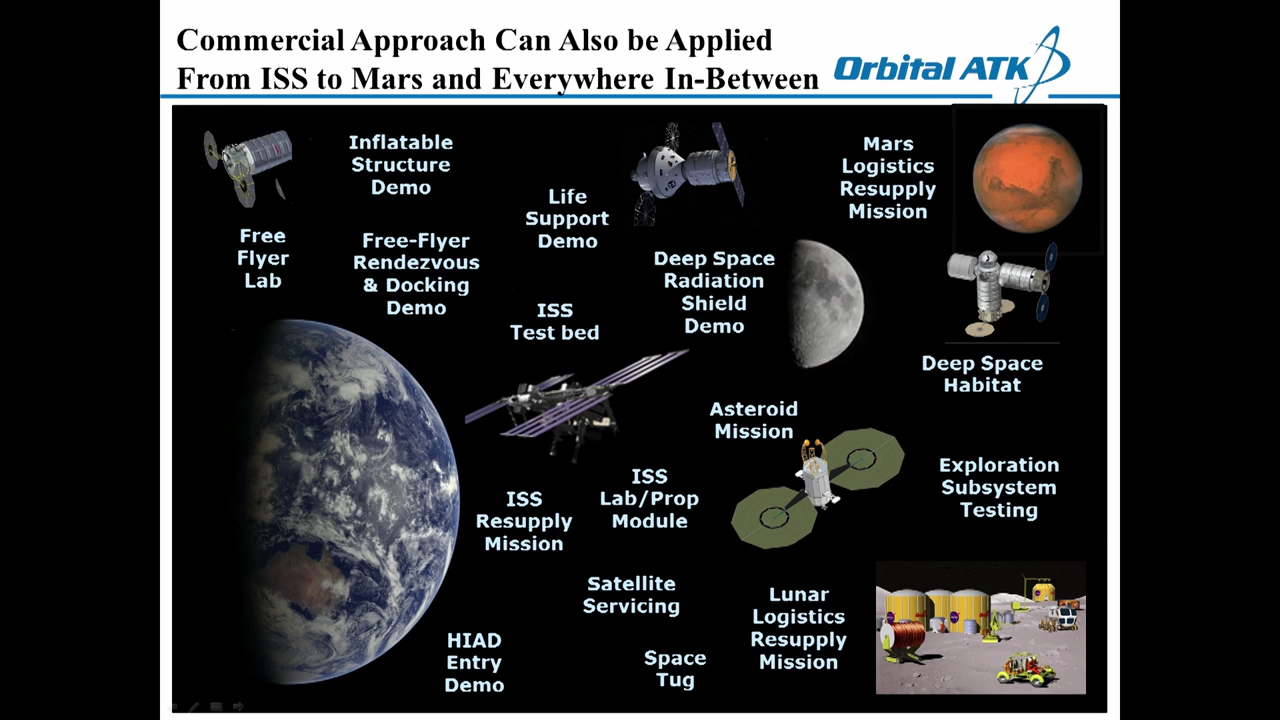 Commercial Approach Can Also be Applied
From ISS to Mars and Everywhere In-Between
Orbital ATK
Inflatable
Structure
Demo
Mars
Logistics
Resupply
Mission
Life
Support
Demo
Free
Flyer
Lab
Free-Flyer
Rendezvous
& Docking
Demo
Deep Space
Radiation
Shield
Demo
ISS
Test bed
Deep Space
Habitat
Asteroid
Mission
ISS
Lab/Prop
Module
Exploration
Subsystem
Testing
ISS
Resupply
Mission
Satellite
Servicing
Lunar
Logistics
Resupply
Mission
HIAD
Entry
Demo
Space
Tug